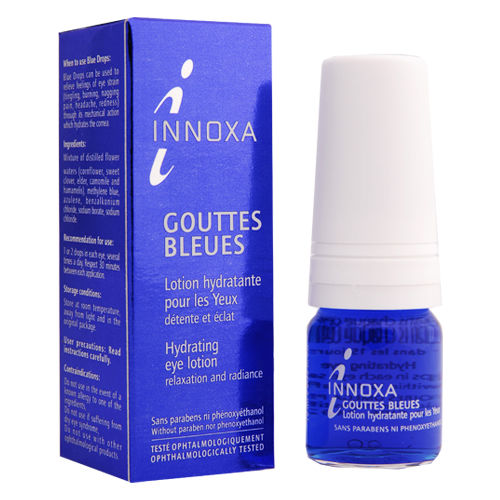 When to use Blue Drops:
Blue Drops can be used to
relieve feelings of eye strain
(tingling, burning, nagging
pain, headache, redness)
through its mechanical action
which hydrates the cornea.
Ingredients:
Mixture of distilled flower
waters (cornflower, sweet
clover, elder, camomile and
hamamelis), methylene blue,
azulene, benzalkonium
chloride, sodium borate, sodium
chloride.
Recommendation for use:
1 or 2 drops in each eye, several
times a day. Respect 30 minutes
between each application.
Storage conditions:
Store at room temperature,
away from light and in the
original package.
User precautions: Read
instructions carefully.
Contraindications:
Do not use in the event of a
known allergy to one of the
ingredients.
Do not use if suffering from
dry eye syndrome.
Do not use with other
ophthalmological products
INNOXA
GOUTTES
BLEUES
Lotion hydratante
pour les Yeux
détente et éclat
Hydrating
eye lotion
relaxation and radiance
Sans parabens ni phénoxyéthanol
Without paraben nor phenoxyethanol
TESTÉ OPHTALMOLOGIQUEMENT
OPHTHALMOLOGICALLY TESTED
INNOXA
GOUTTES BLEUES
Lotion hydratante pour les Yeux
SANS PARABENS NI PHENOXYETHANOL